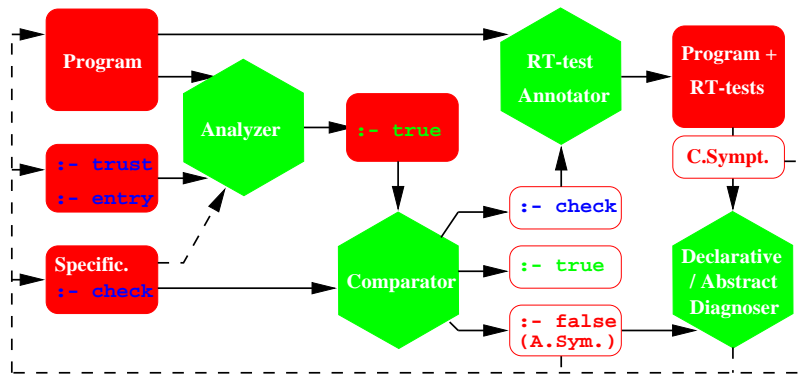 Program
:- trust
:- entry
Specific.
:- check
Analyzer
:- true
Comparator
RT-test
Annotator
:- check
:- true
:- false
(A.Sym.)
Program +
RT-tests
C.Sympt.
Declarative
/ Abstract
Diagnoser